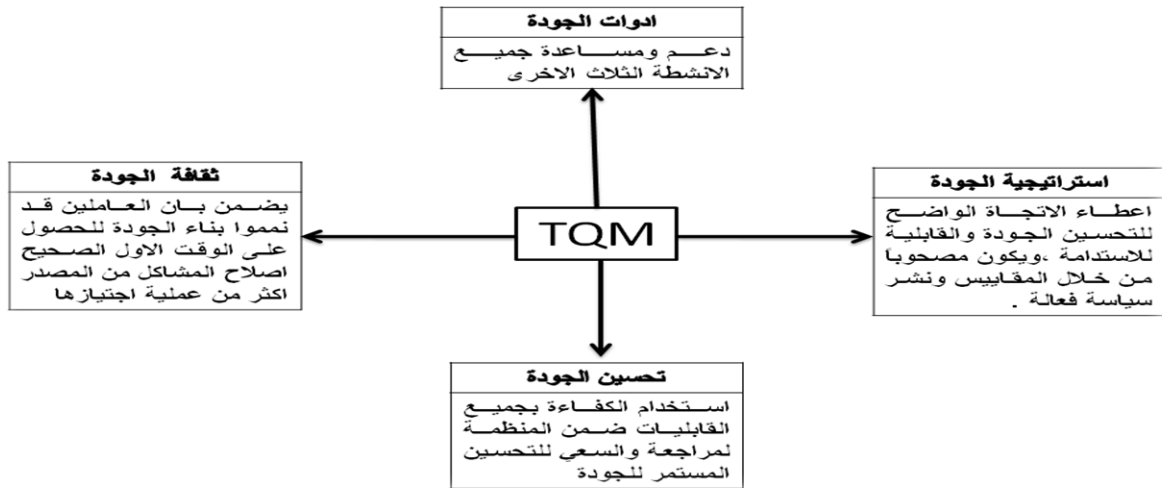 ادوات الجودة
دعم ومساعدة جميع
الانشطة الثلاث الاخرى
استراتيجية الجودة
اعطاء الاتجاة الواضح
للتحسين الجودة والقابلية
للاستدامة ،ويكون مصحوباً
من خلال المقاييس ونشر
سياسة فعالة .
TQM
ثقافة الجودة
يضمن بان العاملين قد
نمموا بناء الجودة للحصول
على الوقت الاول الصحيح
اصلاح المشاكل من المصدر
اكثر من عملية اجتيازها
تحسين الجودة
استخدام الكفاءة بجميع
القابليات ضمن المنظمة
لمراجعة والسعي للتحسين
المستمر للجودة